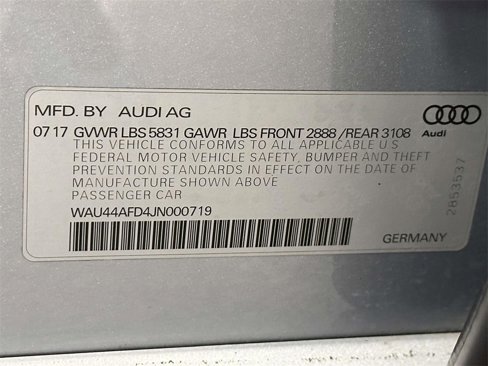 MFD. BY AUDI AG
07 17 GVWR LBS 5831 GAWR LBS FRONT 2888 / REAR 3108
Audi
THIS VEHICLE CONFORMS TO ALL APPLICABLE U.S
FEDERAL MOTOR VEHICLE SAFETY, BUMPER AND THEFT
PREVENTION STANDARDS IN EFFECT ON THE DATE OF
MANUFACTURE SHOWN ABOVE
PASSENGER CAR
WAU44AFD4JN000719
GERMANY
2853537